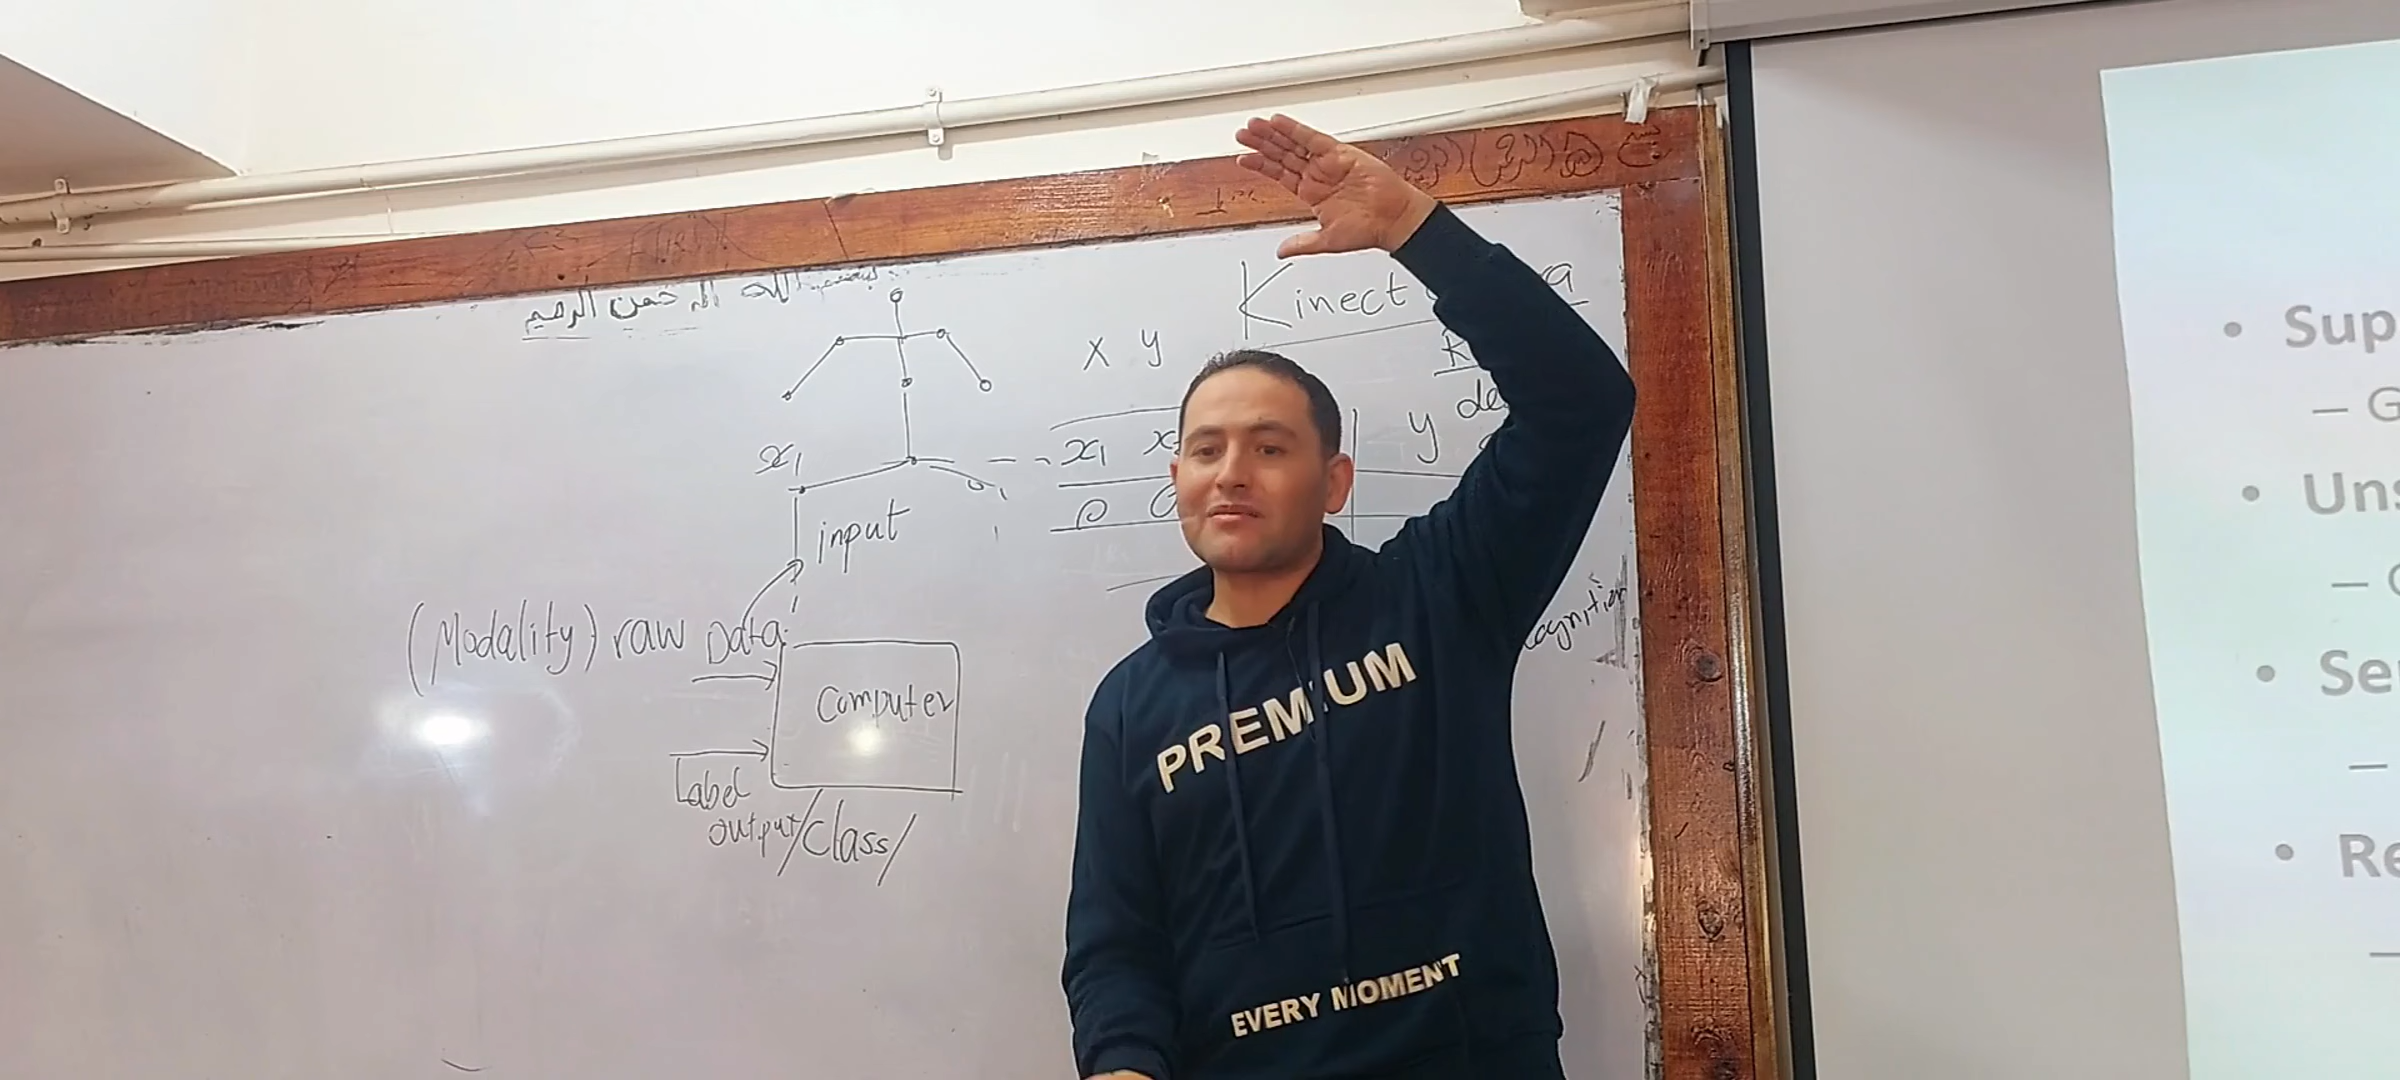 بسم الله الرحمن الرحيم
Kinect
x y
x1
x1
y
de
input
(Modality) raw Data
Computer
Label
output/class/
PREMIUM
EVERY MOMENT
• Sup
– G
• Uns
• Se
• Re